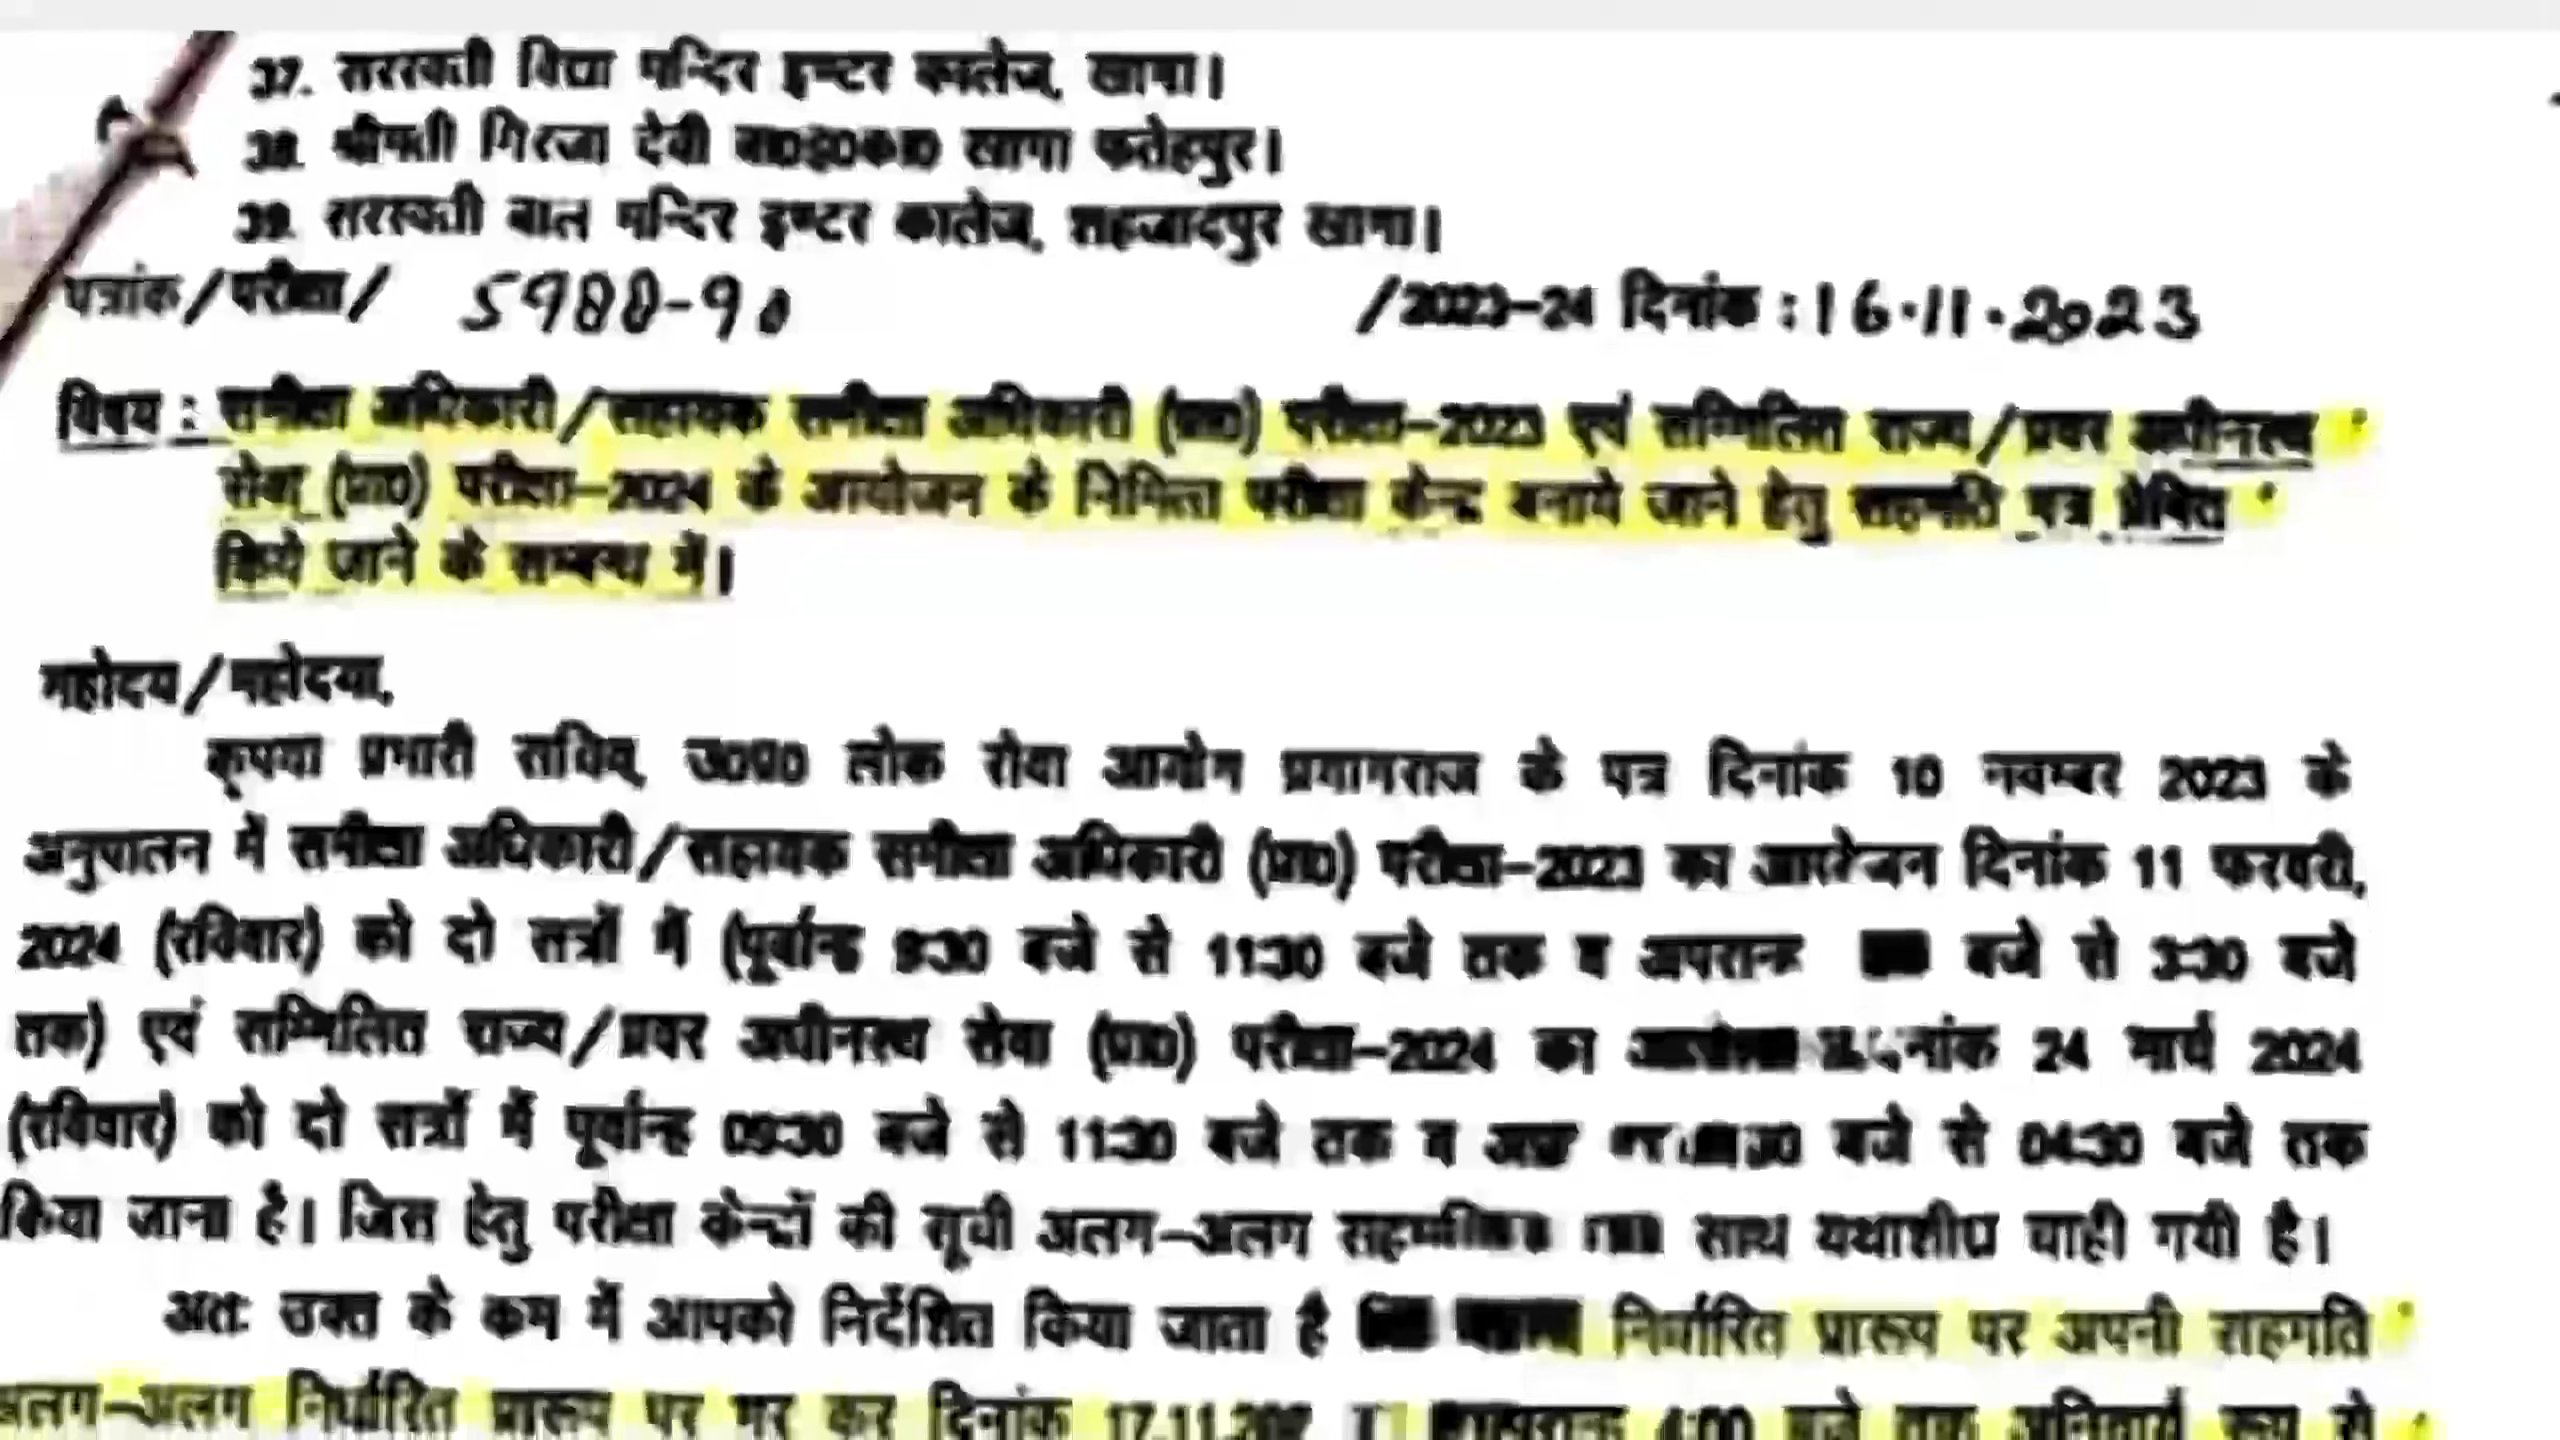 37. सरस्वती विद्या मन्दिर इण्टर कालेज, खागा।
38. श्रीमती गिरजा देवी बा0इ0का0 खागा फतेहपुर।
39. सरस्वती बाल मन्दिर इण्टर कालेज, शहजादपुर खागा।
पत्रांक/परीक्षा/ 5988-90 /2023-24 दिनांक : 16.11.2023
विषय : समीक्षा अधिकारी/सहायक समीक्षा अधिकारी (प्रा0) परीक्षा-2023 एवं सम्मिलित राज्य/प्रवर अधीनस्थ
सेवा (प्रा0) परीक्षा-2024 के आयोजन के निमित्त परीक्षा केन्द्र बनाये जाने हेतु सहमति पत्र प्रेषित
किये जाने के सम्बन्ध में।
महोदय/महोदया,
कृपया प्रभारी सचिव, उ0प्र0 लोक सेवा आयोग प्रयागराज के पत्र दिनांक 10 नवम्बर 2023 के
अनुपालन में समीक्षा अधिकारी/सहायक समीक्षा अधिकारी (प्रा0) परीक्षा-2023 का आयोजन दिनांक 11 फरवरी,
2024 (रविवार) को दो सत्रों में (पूर्वान्ह 9:30 बजे से 11:30 बजे तक व अपरान्ह बजे से 3:30 बजे
तक) एवं सम्मिलित राज्य/प्रवर अधीनस्थ सेवा (प्रा0) परीक्षा-2024 का 24 मार्च 2024
(रविवार) को दो सत्रों में पूर्वान्ह 09:30 बजे से 11:30 बजे तक व बजे से 04:30 बजे तक
किया जाना है। जिस हेतु परीक्षा केन्द्रों की सूची अलग-अलग साथ यथाशीघ्र चाही गयी है।
अतः उक्त के क्रम में आपको निर्देशित किया जाता है निर्धारित प्रारूप पर अपनी सहमति
अलग-अलग निर्धारित प्रारूप पर भर कर दिनांक 4:00 बजे तक अनिवार्य रूप से